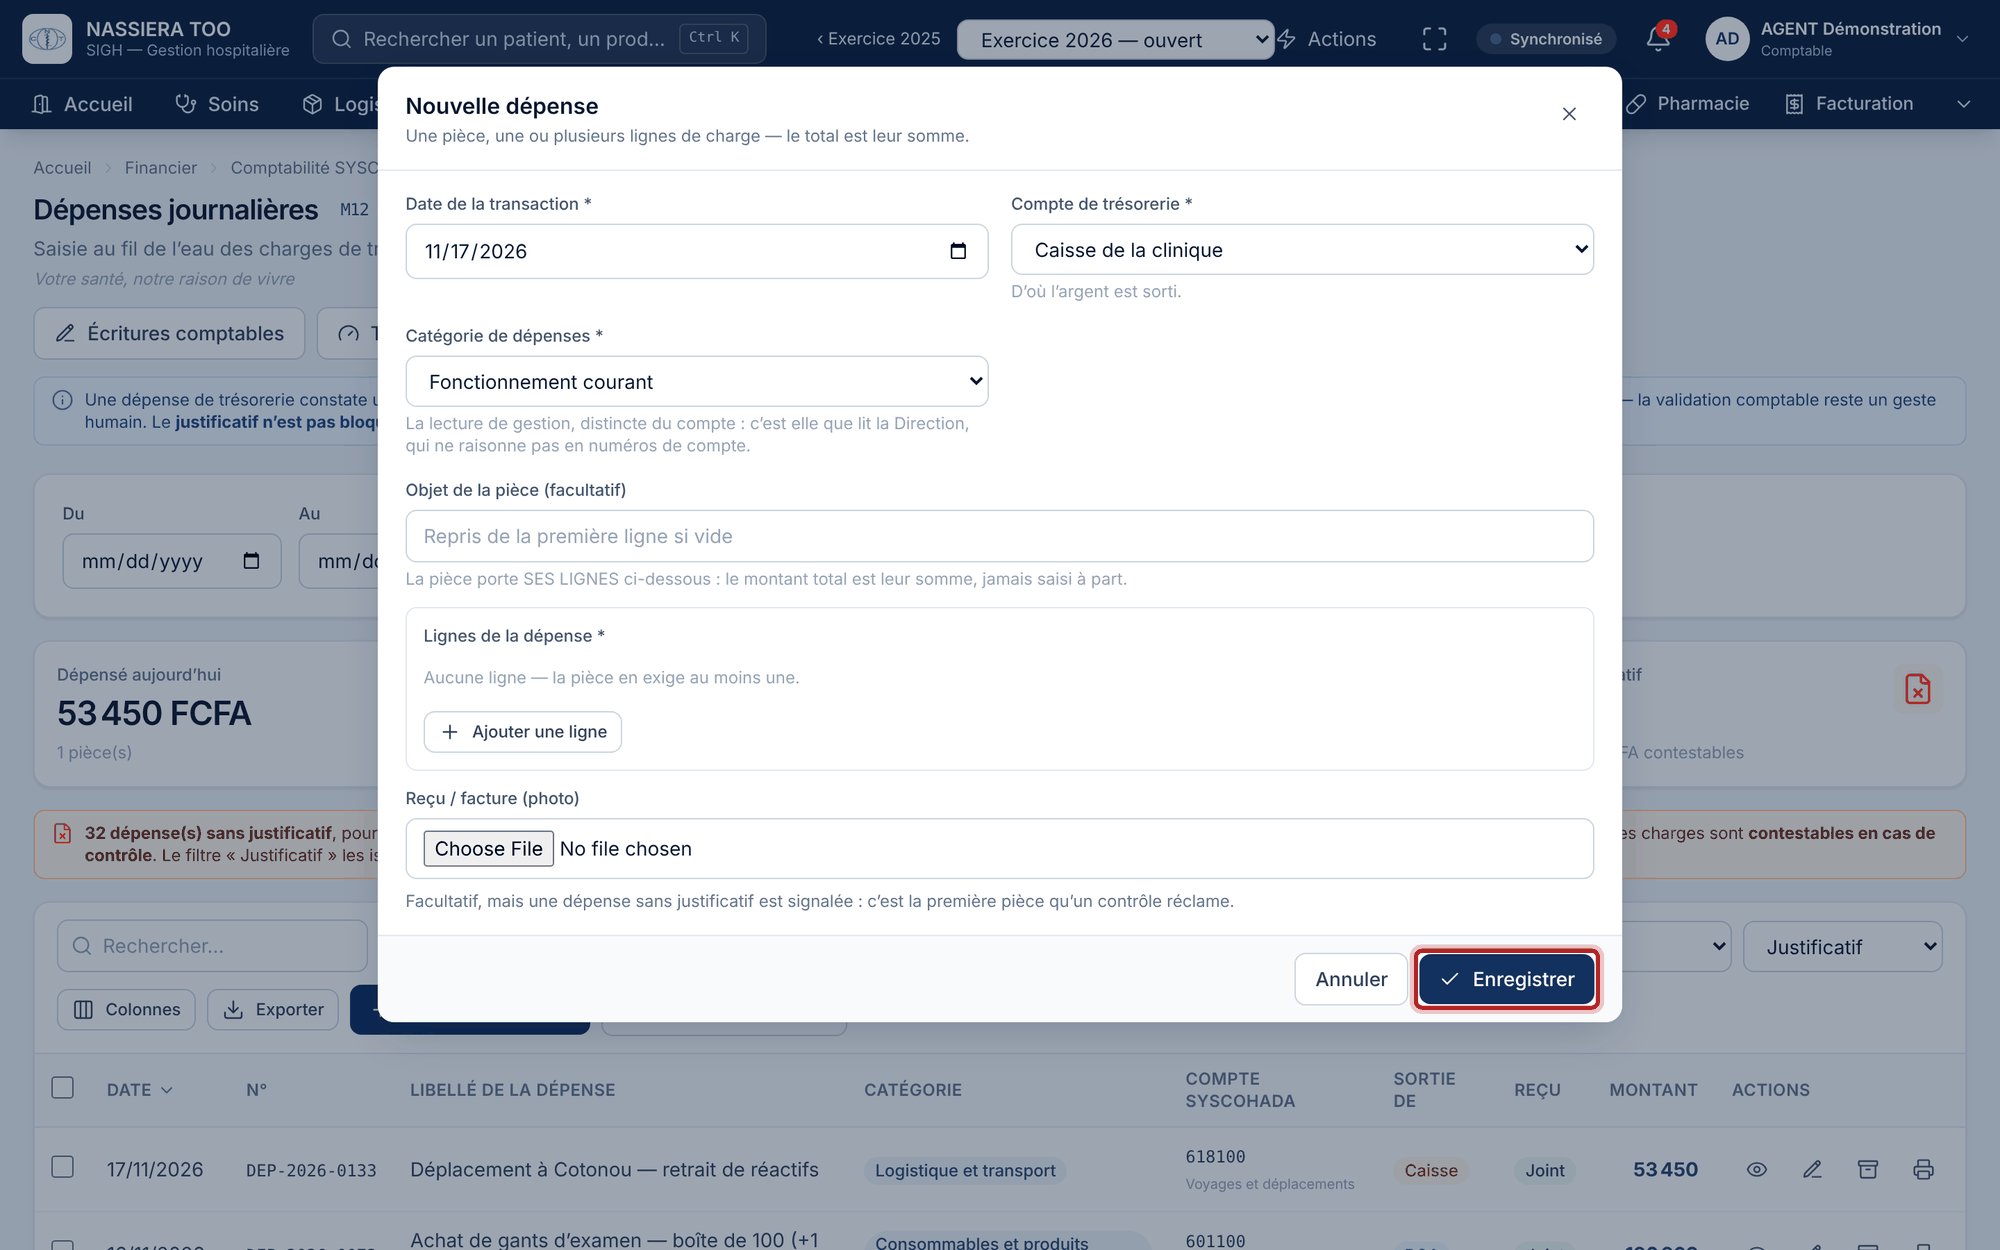 NASSIERA TOO
SIGH — Gestion hospitalière
Rechercher un patient, un prod...
Ctrl K
‹ Exercice 2025
Exercice 2026 — ouvert
Actions
Synchronisé
4
AD
AGENT Démonstration
Comptable
Accueil
Soins
Logis
Pharmacie
Facturation
Accueil
Financier
Comptabilité SYSC
Dépenses journalières
M12
Saisie au fil de l’eau des charges de tr
Votre santé, notre raison de vivre
Écritures comptables
T
Une dépense de trésorerie constate
— la validation comptable reste un geste
humain. Le justificatif n’est pas bloqu
Du
Au
mm/dd/yyyy
mm/dd
Dépensé aujourd’hui
53 450 FCFA
1 pièce(s)
atif
FA contestables
32 dépense(s) sans justificatif, pour
es charges sont contestables en cas de
contrôle. Le filtre « Justificatif » les is
Rechercher...
Justificatif
Colonnes
Exporter
Nouvelle dépense
Une pièce, une ou plusieurs lignes de charge — le total est leur somme.
Date de la transaction *
11/17/2026
Compte de trésorerie *
Caisse de la clinique
D’où l’argent est sorti.
Catégorie de dépenses *
Fonctionnement courant
La lecture de gestion, distincte du compte : c’est elle que lit la Direction,
qui ne raisonne pas en numéros de compte.
Objet de la pièce (facultatif)
Repris de la première ligne si vide
La pièce porte SES LIGNES ci-dessous : le montant total est leur somme, jamais saisi à part.
Lignes de la dépense *
Aucune ligne — la pièce en exige au moins une.
Ajouter une ligne
Reçu / facture (photo)
Choose File No file chosen
Facultatif, mais une dépense sans justificatif est signalée : c’est la première pièce qu’un contrôle réclame.
Annuler
Enregistrer
DATE
N°
LIBELLÉ DE LA DÉPENSE
CATÉGORIE
COMPTE SYSCOHADA
SORTIE DE
REÇU
MONTANT
ACTIONS
17/11/2026
DEP-2026-0133
Déplacement à Cotonou — retrait de réactifs
Logistique et transport
618100
Voyages et déplacements
Caisse
Joint
53 450
Achat de gants d’examen — boîte de 100 (+1
Consommables et produits
601100